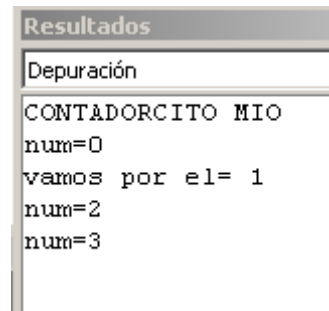 Resultados
Depuración
CONTADORCITO MIO
num=0
vamos por el= 1
num=2
num=3